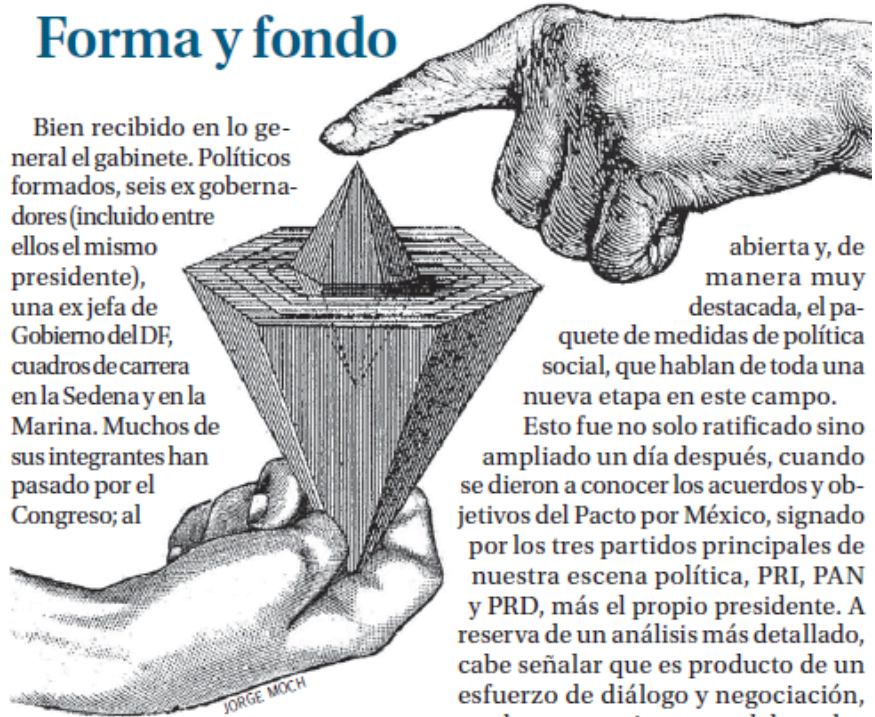 Forma y fondo
Bien recibido en lo ge-
neral el gabinete. Políticos
formados, seis ex goberna-
dores (incluido entre
ellos el mismo
presidente),
una ex jefa de
Gobierno del DF,
cuadros de carrera
en la Sedena y en la
Marina. Muchos de
sus integrantes han
pasado por el
Congreso; al
JORGE MOCH
abierta y, de
manera muy
destacada, el pa-
quete de medidas de política
social, que hablan de toda una
nueva etapa en este campo.
Esto fue no solo ratificado sino
ampliado un día después, cuando
se dieron a conocer los acuerdos y ob-
jetivos del Pacto por México, signado
por los tres partidos principales de
nuestra escena política, PRI, PAN
y PRD, más el propio presidente. A
reserva de un análisis más detallado,
cabe señalar que es producto de un
esfuerzo de diálogo y negociación,